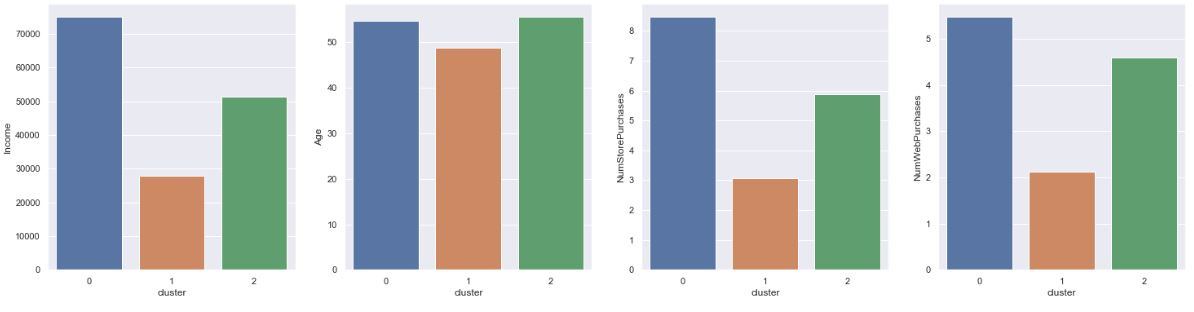 Income
70000
60000
50000
40000
30000
20000
10000
0
0 1 2
cluster
Age
50
40
30
20
10
0
0 1 2
cluster
NumStorePurchases
8
7
6
5
4
3
2
1
0
0 1 2
cluster
NumWebPurchases
5
4
3
2
1
0
0 1 2
cluster